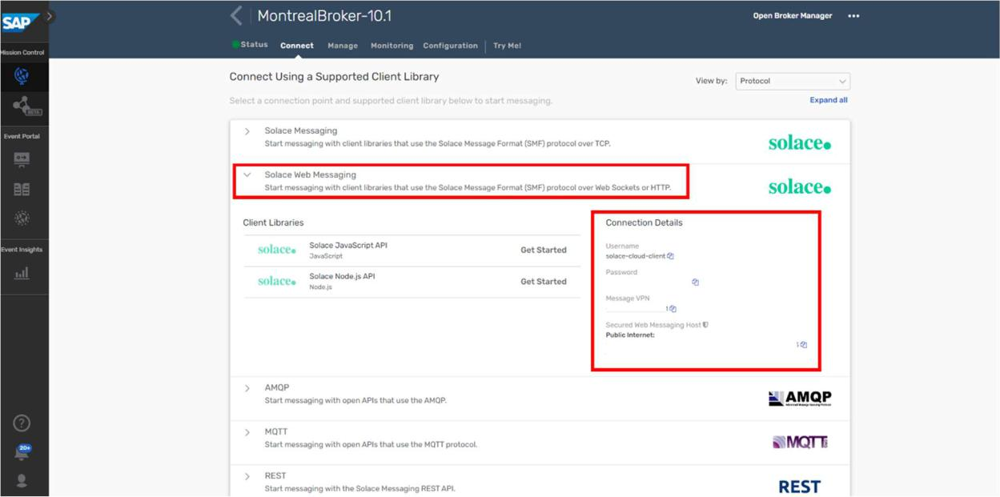 SAP
MontrealBroker-10.1
Open Broker Manager
Status
Connect
Manage
Monitoring
Configuration
Try Me!
Mission Control
BETA
Event Portal
Event Insights
20+
Connect Using a Supported Client Library
View by:
Protocol
Select a connection point and supported client library below to start messaging.
Expand all
Solace Messaging
Start messaging with client libraries that use the Solace Message Format (SMF) protocol over TCP.
solace.
Solace Web Messaging
Start messaging with client libraries that use the Solace Message Format (SMF) protocol over Web Sockets or HTTP.
solace.
Client Libraries
solace.
Solace JavaScript API
JavaScript
Get Started
solace.
Solace Node.js API
Node.js
Get Started
Connection Details
Username
solace-cloud-client
Password
Message VPN
Secured Web Messaging Host
Public Internet:
AMQP
Start messaging with open APIs that use the AMQP.
AMQP
Advanced Message Queuing Protocol
MQTT
Start messaging with open APIs that use the MQTT protocol.
MQTT
REST
Start messaging with the Solace Messaging REST API.
REST